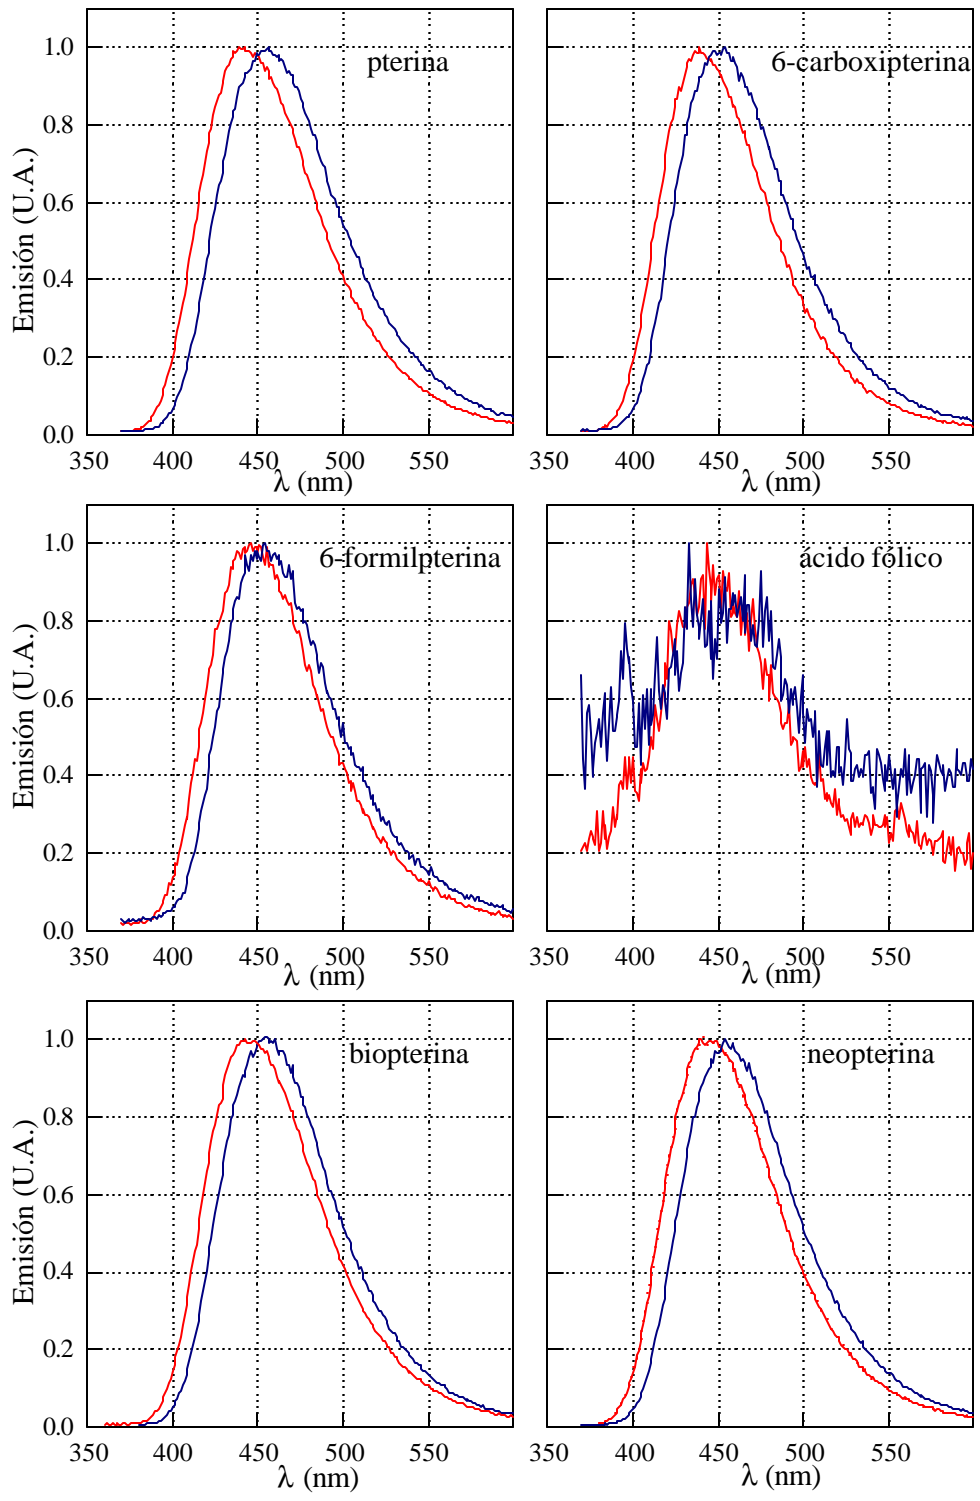 pterina
6-carboxipterina
1.0
0.8
0.6
0.4
0.2
0.0
Emisión (U.A.)
350 400 450 500 550
λ (nm)
350 400 450 500 550
λ (nm)
6-formilpterina
ácido fólico
1.0
0.8
0.6
0.4
0.2
0.0
Emisión (U.A.)
350 400 450 500 550
λ (nm)
350 400 450 500 550
λ (nm)
biopterina
neopterina
1.0
0.8
0.6
0.4
0.2
0.0
Emisión (U.A.)
350 400 450 500 550
λ (nm)
350 400 450 500 550
λ (nm)